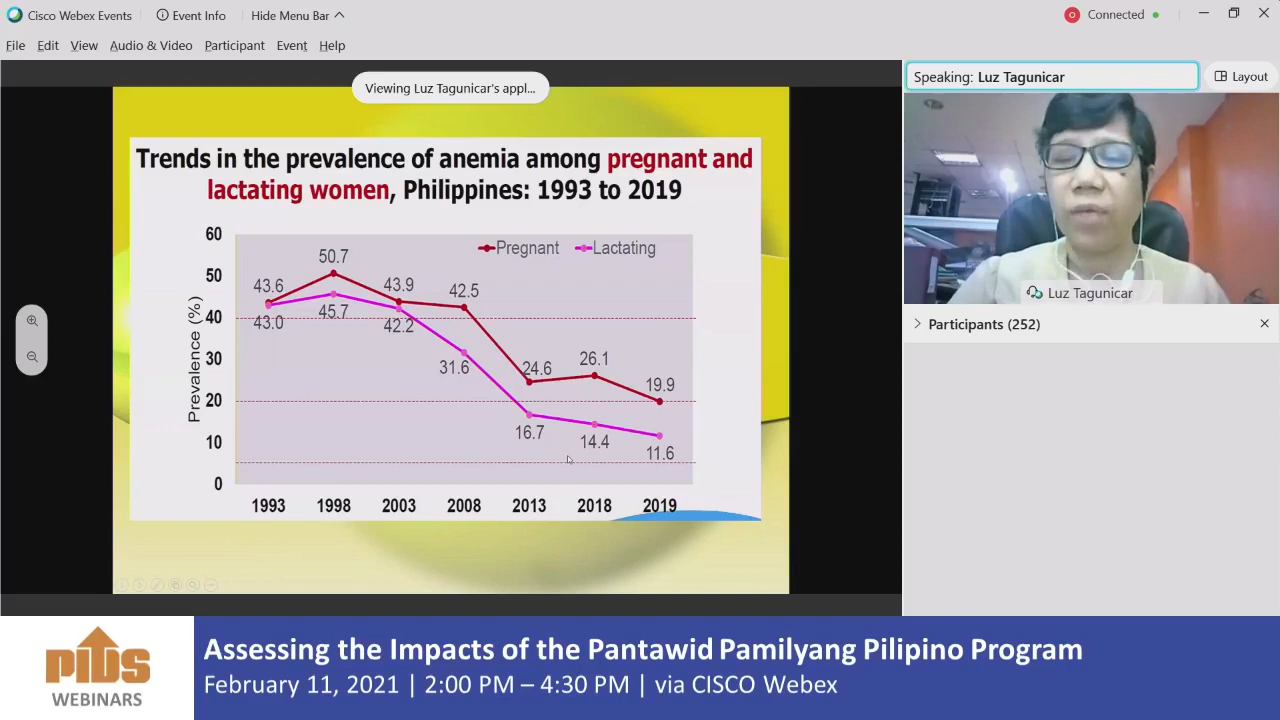 Cisco Webex Events
Event Info
Hide Menu Bar
Connected
File Edit View Audio & Video Participant Event Help
Viewing Luz Tagunicar's appl...
Speaking: Luz Tagunicar
Layout
Trends in the prevalence of anemia among pregnant and
lactating women, Philippines: 1993 to 2019
Prevalence (%)
60
50
40
30
20
10
0
Pregnant Lactating
43.6 50.7 43.9 42.5 24.6 26.1 19.9
43.0 45.7 42.2 31.6 16.7 14.4 11.6
1993 1998 2003 2008 2013 2018 2019
Luz Tagunicar
Participants (252)
PIDS
WEBINARS
Assessing the Impacts of the Pantawid Pamilyang Pilipino Program
February 11, 2021 | 2:00 PM – 4:30 PM | via CISCO Webex